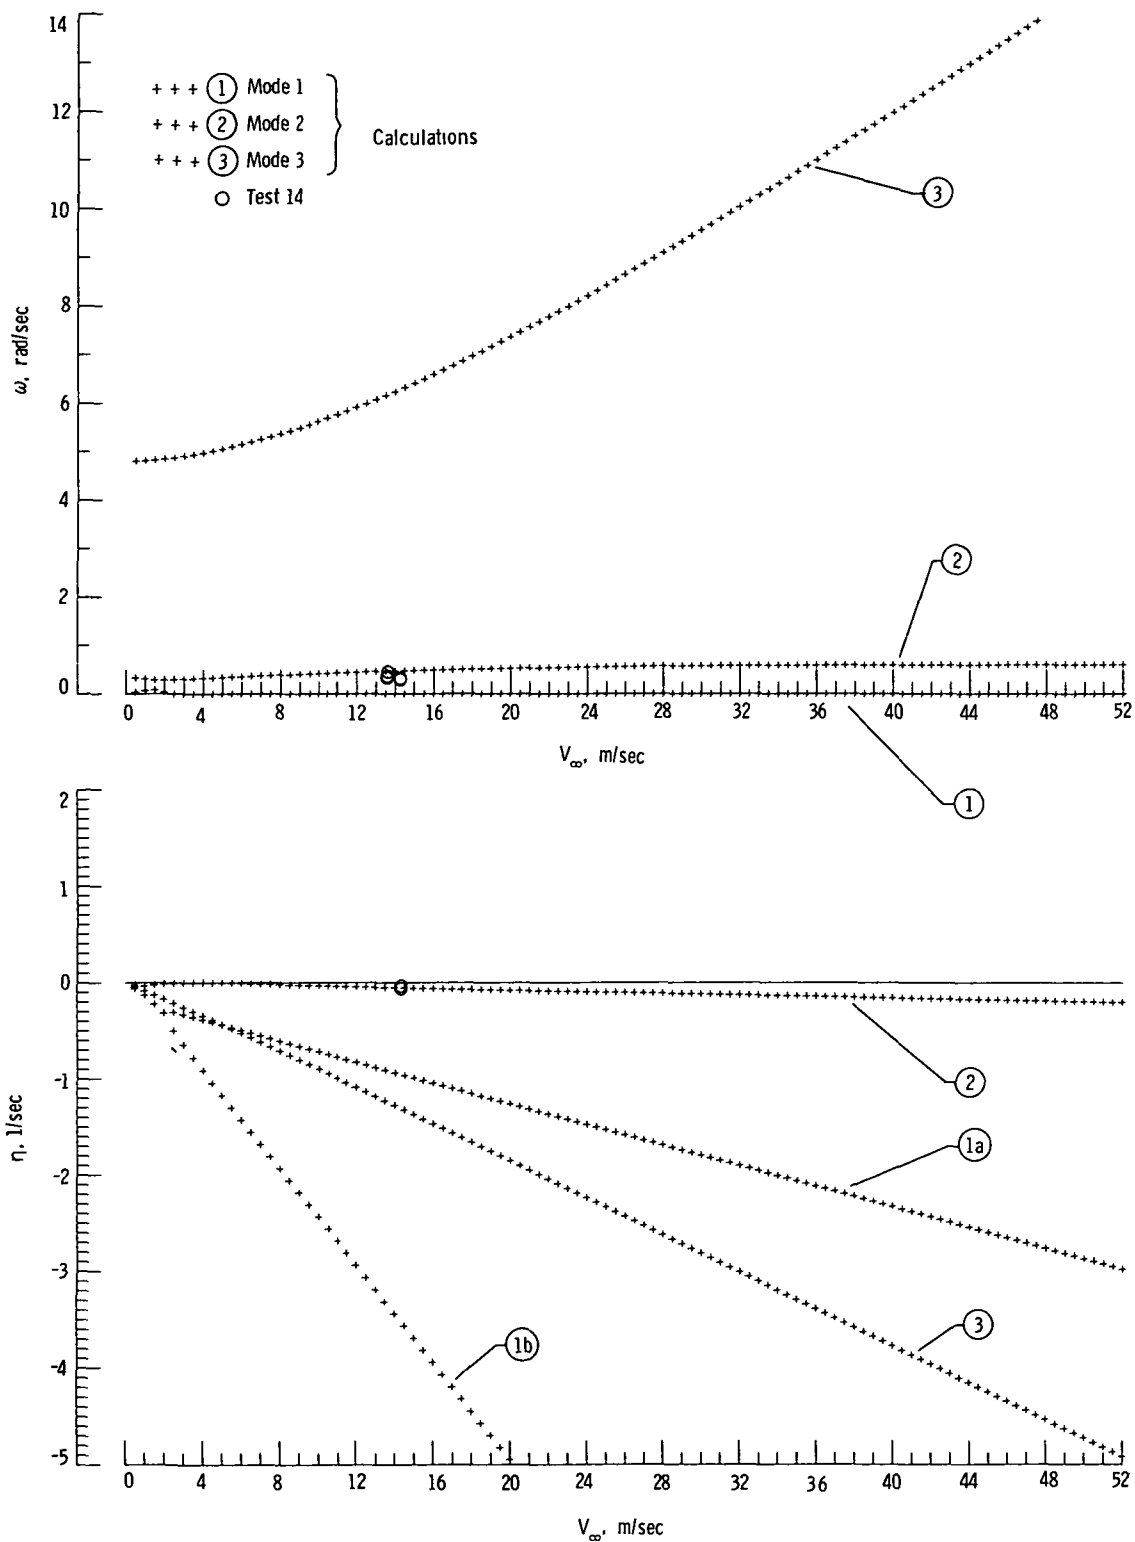 14
12
10
8
6
4
2
0
ω, rad/sec
+ + + 1 Mode 1
+ + + 2 Mode 2
+ + + 3 Mode 3
Calculations
O Test 14
3
2
1
0 4 8 12 16 20 24 28 32 36 40 44 48 52
V∞, m/sec
2
1
0
-1
-2
-3
-4
-5
η, 1/sec
2
1a
3
1b
0 4 8 12 16 20 24 28 32 36 40 44 48 52
V∞, m/sec